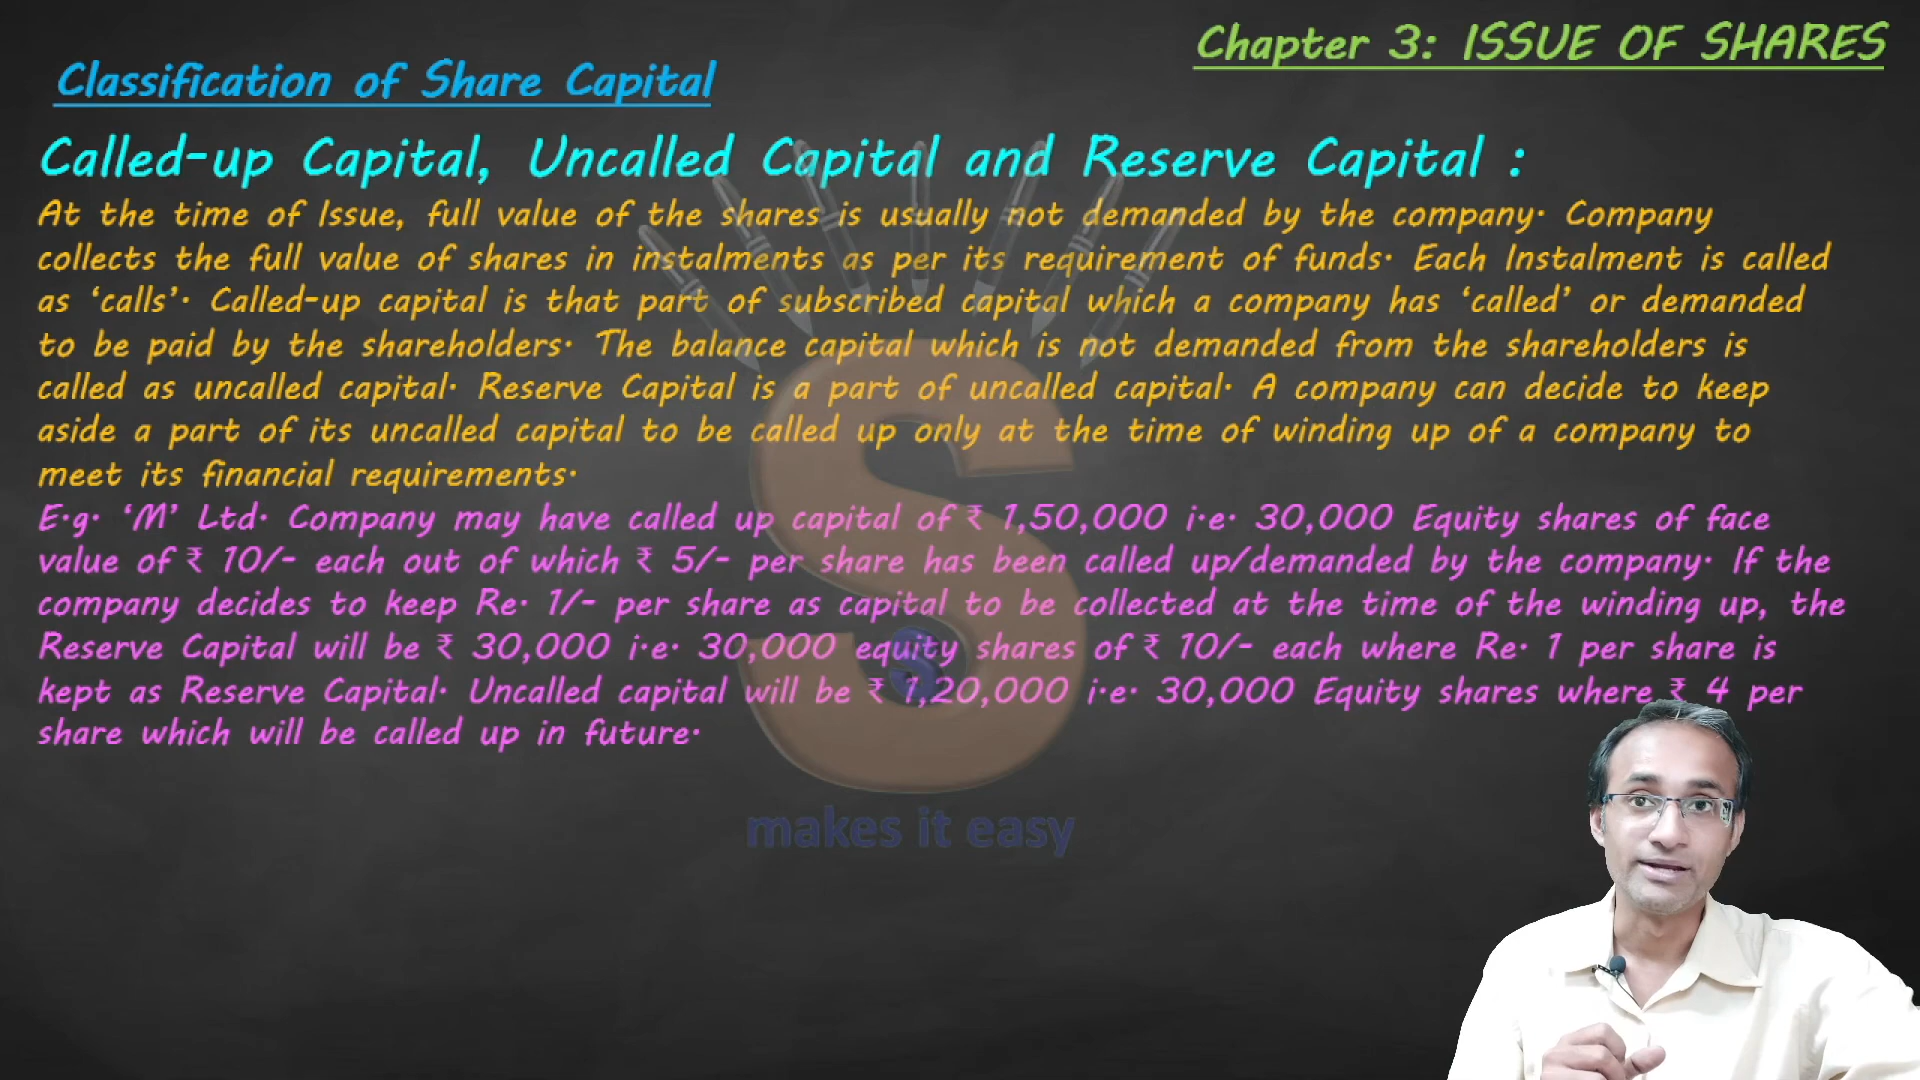 Chapter 3: ISSUE OF SHARES
Classification of Share Capital
Called-up Capital, Uncalled Capital and Reserve Capital :
At the time of Issue, full value of the shares is usually not demanded by the company. Company
collects the full value of shares in instalments as per its requirement of funds. Each Instalment is called
as ‘calls’. Called-up capital is that part of subscribed capital which a company has ‘called’ or demanded
to be paid by the shareholders. The balance capital which is not demanded from the shareholders is
called as uncalled capital. Reserve Capital is a part of uncalled capital. A company can decide to keep
aside a part of its uncalled capital to be called up only at the time of winding up of a company to
meet its financial requirements.
E.g. ‘M’ Ltd. Company may have called up capital of ₹ 1,50,000 i.e. 30,000 Equity shares of face
value of ₹ 10/- each out of which ₹ 5/- per share has been called up/demanded by the company. If the
company decides to keep Re. 1/- per share as capital to be collected at the time of the winding up, the
Reserve Capital will be ₹ 30,000 i.e. 30,000 equity shares of ₹ 10/- each where Re. 1 per share is
kept as Reserve Capital. Uncalled capital will be ₹ 1,20,000 i.e. 30,000 Equity shares where ₹ 4 per
share which will be called up in future.
S
makes it easy